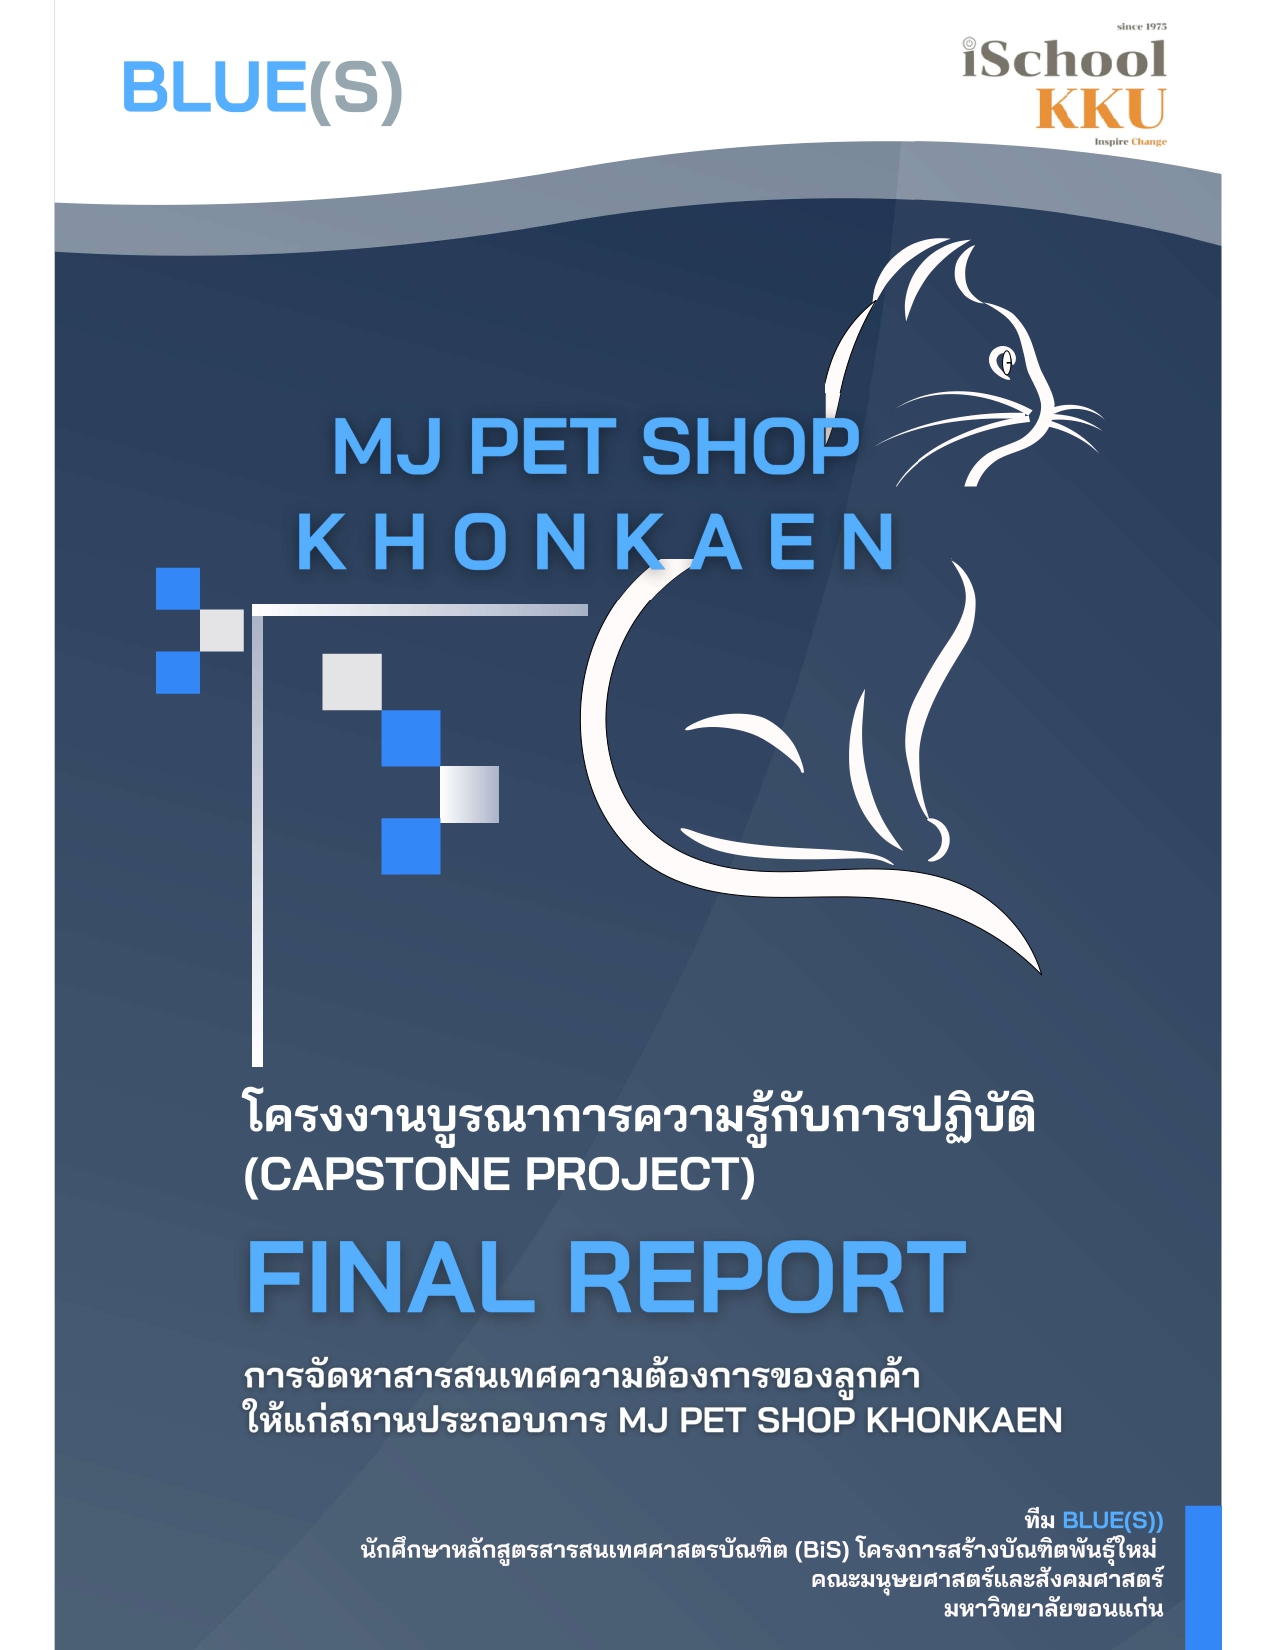 BLUE(S)
since 1975
iSchool
KKU
Inspire Change
MJ PET SHOP
KHONKAEN
โครงงานบูรณาการความรู้กับการปฏิบัติ
(CAPSTONE PROJECT)
FINAL REPORT
การจัดหาสารสนเทศความต้องการของลูกค้า
ให้แก่สถานประกอบการ MJ PET SHOP KHONKAEN
ทีม BLUE(S))
นักศึกษาหลักสูตรสารสนเทศศาสตรบัณฑิต (BiS) โครงการสร้างบัณฑิตพันธุ์ใหม่
คณะมนุษยศาสตร์และสังคมศาสตร์
มหาวิทยาลัยขอนแก่น